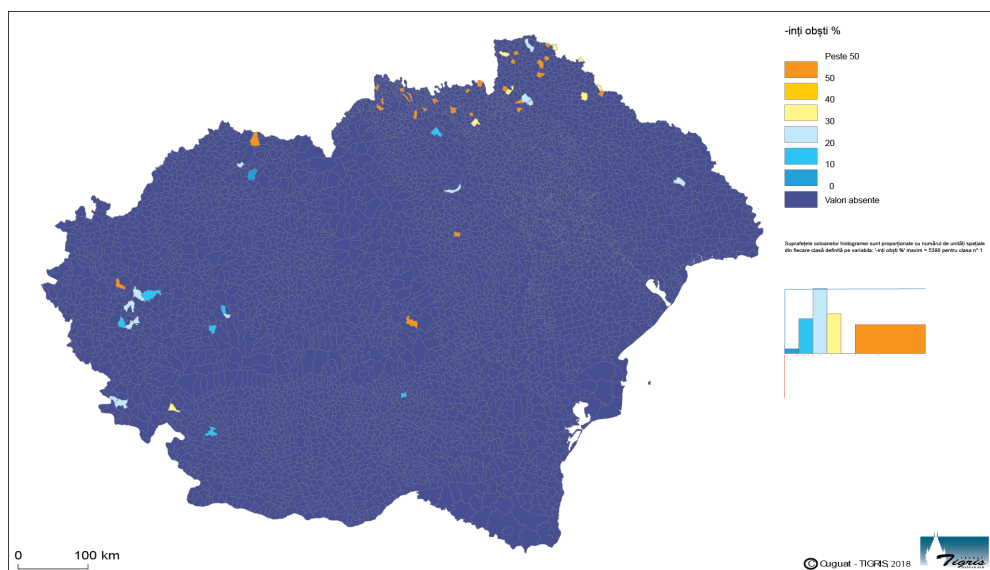 -inți obști %
Peste 50
50
40
30
20
10
0
Valori absente
Suprafețele coloanelor histogramei sunt proporționale cu numărul de unități spațiale
din fiecare clasă definită pe variabila: '-inți obști %' maxim = 5396 pentru clasa n° 1
0 100 km
© Cuguat - TIGRIS, 2018
Tigris